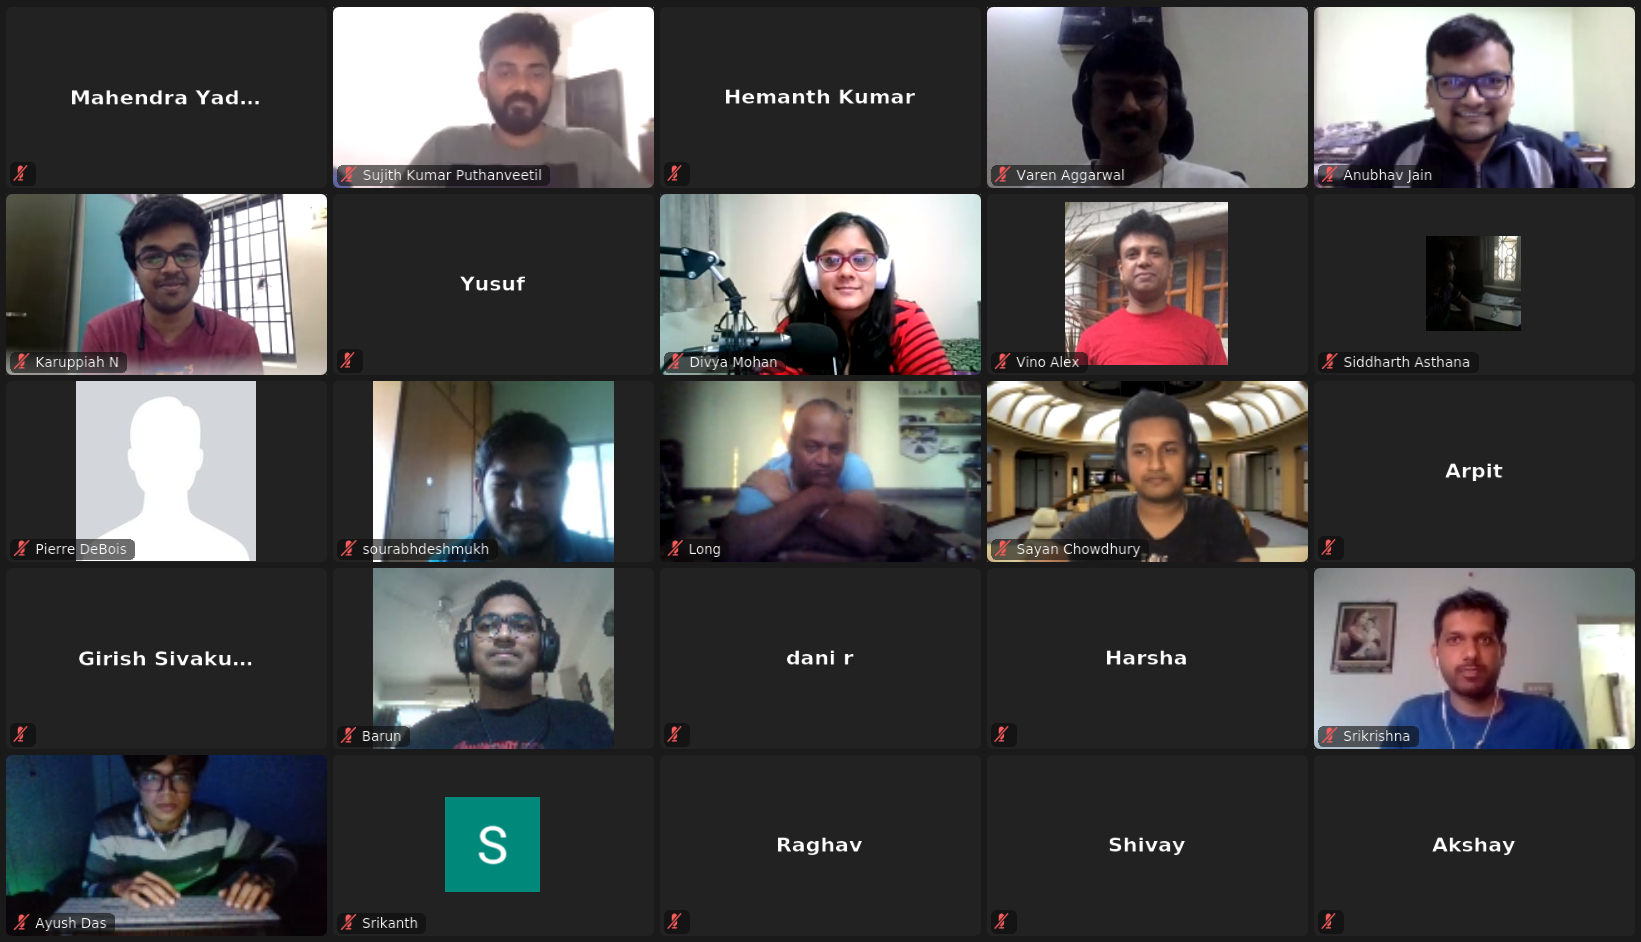 Mahendra Yad...
Sujith Kumar Puthanveetil
Hemanth Kumar
Varen Aggarwal
Anubhav Jain
Karuppiah N
Yusuf
Divya Mohan
Vino Alex
Siddharth Asthana
Pierre DeBois
sourabhdeshmukh
Long
Sayan Chowdhury
Arpit
Girish Sivaku...
Barun
dani r
Harsha
Srikrishna
Ayush Das
S
Srikanth
Raghav
Shivay
Akshay